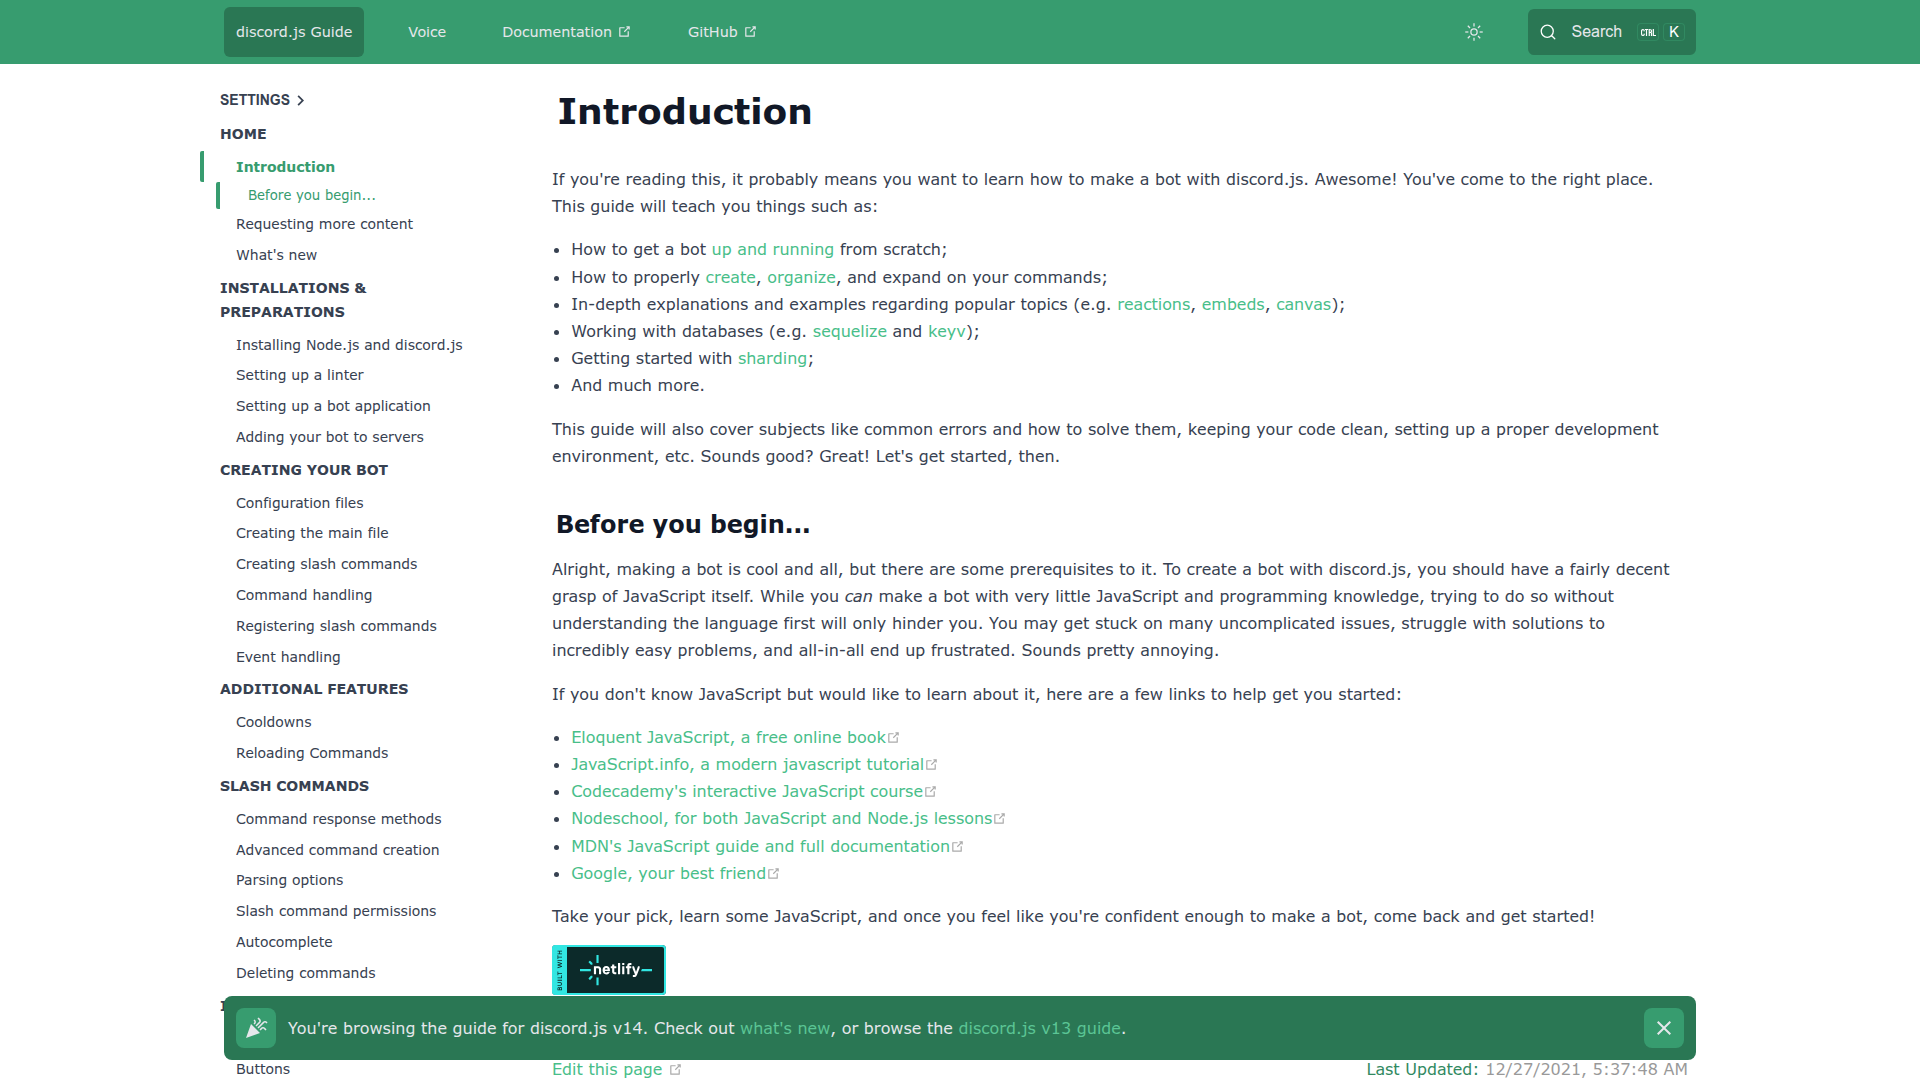 discord.js Guide
Voice
Documentation
GitHub
Search
CTRL
K
SETTINGS
HOME
Introduction
Before you begin...
Requesting more content
What's new
INSTALLATIONS &
PREPARATIONS
Installing Node.js and discord.js
Setting up a linter
Setting up a bot application
Adding your bot to servers
CREATING YOUR BOT
Configuration files
Creating the main file
Creating slash commands
Command handling
Registering slash commands
Event handling
ADDITIONAL FEATURES
Cooldowns
Reloading Commands
SLASH COMMANDS
Command response methods
Advanced command creation
Parsing options
Slash command permissions
Autocomplete
Deleting commands
Buttons
Introduction
If you're reading this, it probably means you want to learn how to make a bot with discord.js. Awesome! You've come to the right place.
This guide will teach you things such as:
• How to get a bot up and running from scratch;
• How to properly create, organize, and expand on your commands;
• In-depth explanations and examples regarding popular topics (e.g. reactions, embeds, canvas);
• Working with databases (e.g. sequelize and keyv);
• Getting started with sharding;
• And much more.
This guide will also cover subjects like common errors and how to solve them, keeping your code clean, setting up a proper development
environment, etc. Sounds good? Great! Let's get started, then.
Before you begin...
Alright, making a bot is cool and all, but there are some prerequisites to it. To create a bot with discord.js, you should have a fairly decent
grasp of JavaScript itself. While you can make a bot with very little JavaScript and programming knowledge, trying to do so without
understanding the language first will only hinder you. You may get stuck on many uncomplicated issues, struggle with solutions to
incredibly easy problems, and all-in-all end up frustrated. Sounds pretty annoying.
If you don't know JavaScript but would like to learn about it, here are a few links to help get you started:
• Eloquent JavaScript, a free online book
• JavaScript.info, a modern javascript tutorial
• Codecademy's interactive JavaScript course
• Nodeschool, for both JavaScript and Node.js lessons
• MDN's JavaScript guide and full documentation
• Google, your best friend
Take your pick, learn some JavaScript, and once you feel like you're confident enough to make a bot, come back and get started!
BUILT WITH
netlify
You're browsing the guide for discord.js v14. Check out what's new, or browse the discord.js v13 guide.
Edit this page
Last Updated: 12/27/2021, 5:37:48 AM